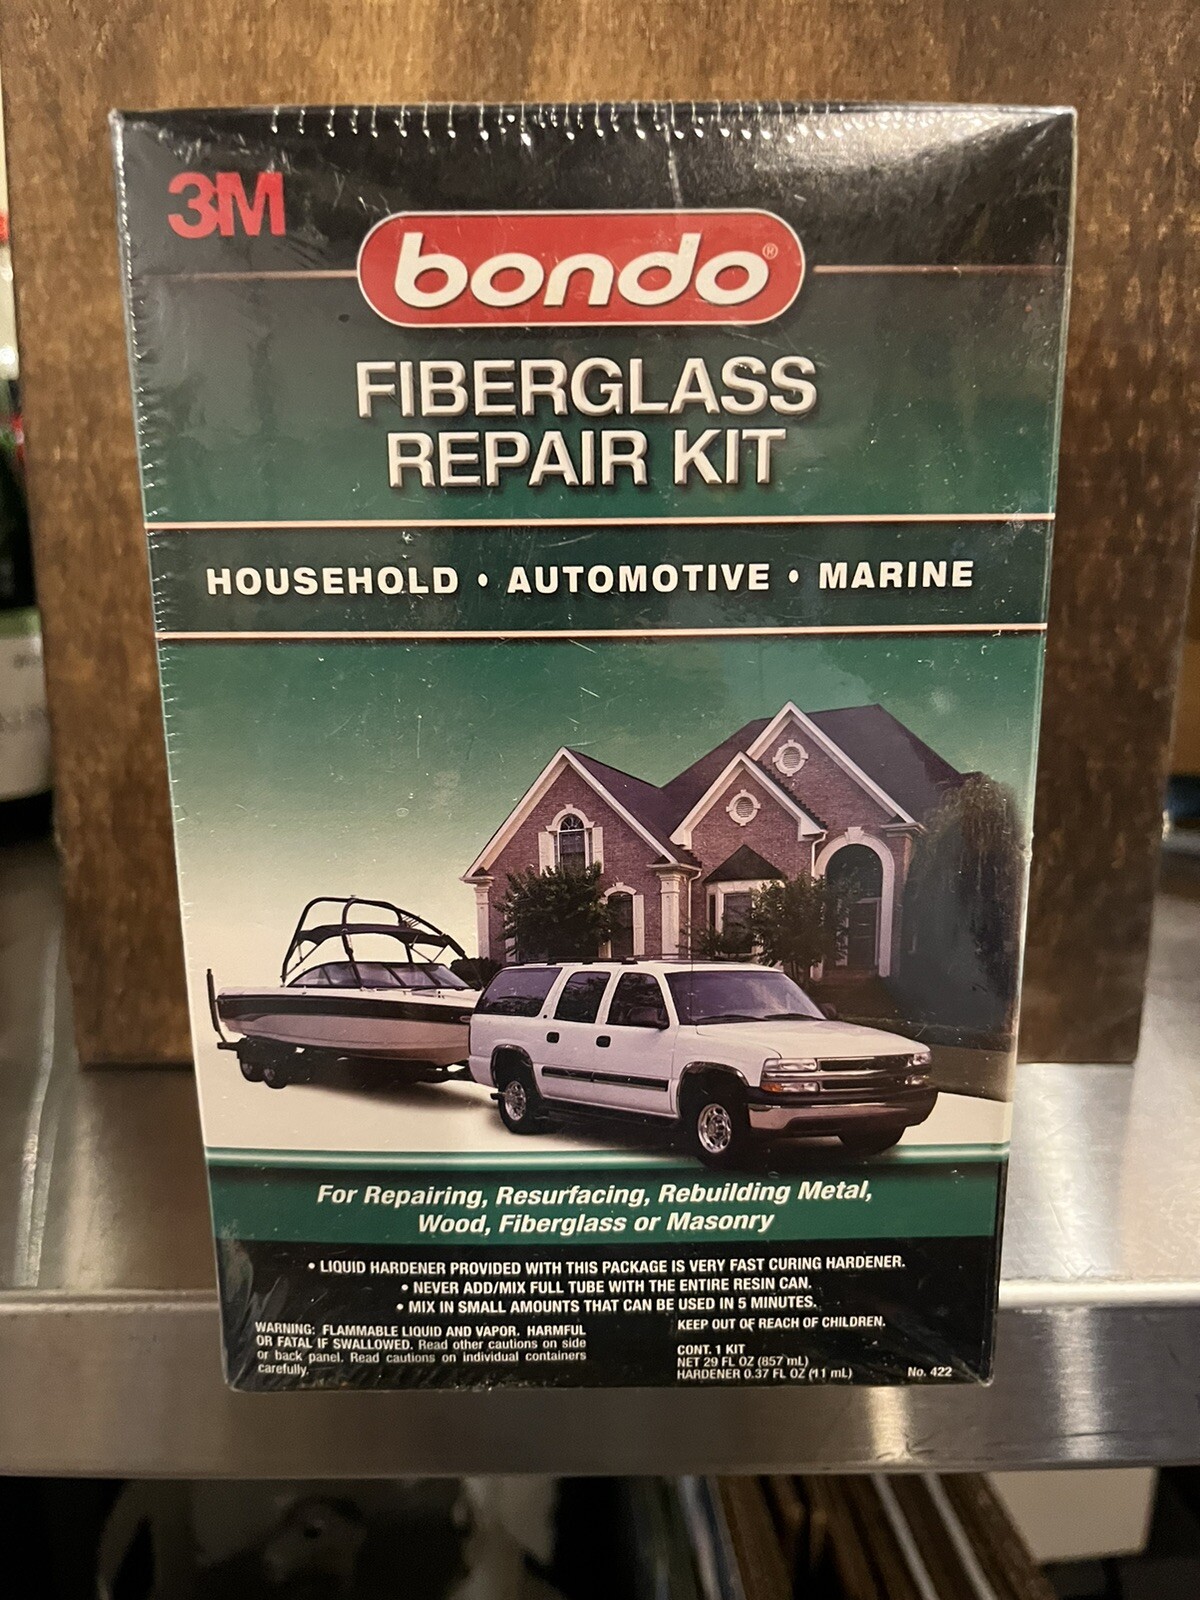 3M
bondo®
FIBERGLASS
REPAIR KIT
HOUSEHOLD • AUTOMOTIVE • MARINE
For Repairing, Resurfacing, Rebuilding Metal,
Wood, Fiberglass or Masonry
• LIQUID HARDENER PROVIDED WITH THIS PACKAGE IS VERY FAST CURING HARDENER.
• NEVER ADD/MIX FULL TUBE WITH THE ENTIRE RESIN CAN.
• MIX IN SMALL AMOUNTS THAT CAN BE USED IN 5 MINUTES.
WARNING: FLAMMABLE LIQUID AND VAPOR. HARMFUL
OR FATAL IF SWALLOWED. Read other cautions on side
or back panel. Read cautions on individual containers
carefully.
KEEP OUT OF REACH OF CHILDREN.
CONT. 1 KIT
NET 29 FL OZ (857 mL)
HARDENER 0.37 FL OZ (11 mL)
No. 422